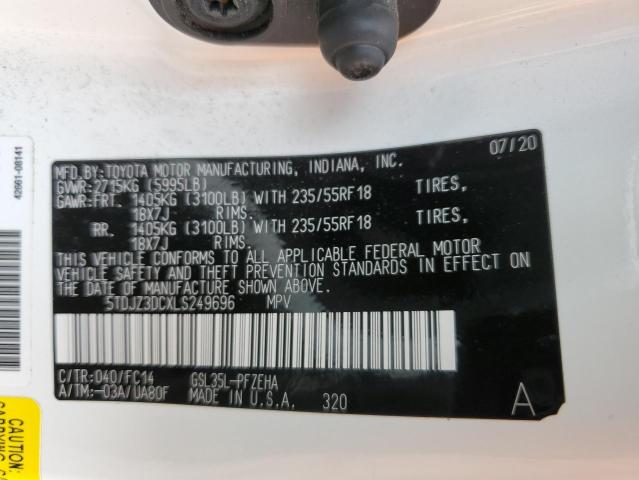 42661-08141
07/20
MFD.BY:TOYOTA MOTOR MANUFACTURING, INDIANA, INC.
GVWR:2715KG (5995LB)
GAWR:FRT. 1405KG (3100LB) WITH 235/55RF18 TIRES,
18X7J RIMS.
RR. 1405KG (3100LB) WITH 235/55RF18 TIRES,
18X7J RIMS.
THIS VEHICLE CONFORMS TO ALL APPLICABLE FEDERAL MOTOR
VEHICLE SAFETY AND THEFT PREVENTION STANDARDS IN EFFECT ON
THE DATE OF MANUFACTURE SHOWN ABOVE.
5TDJZ3DCXLS249696 MPV
C/TR:040/FC14 GSL35L-PFZEHA
A/TM:-03A/UA80F MADE IN U.S.A. 320 A
CARRYING